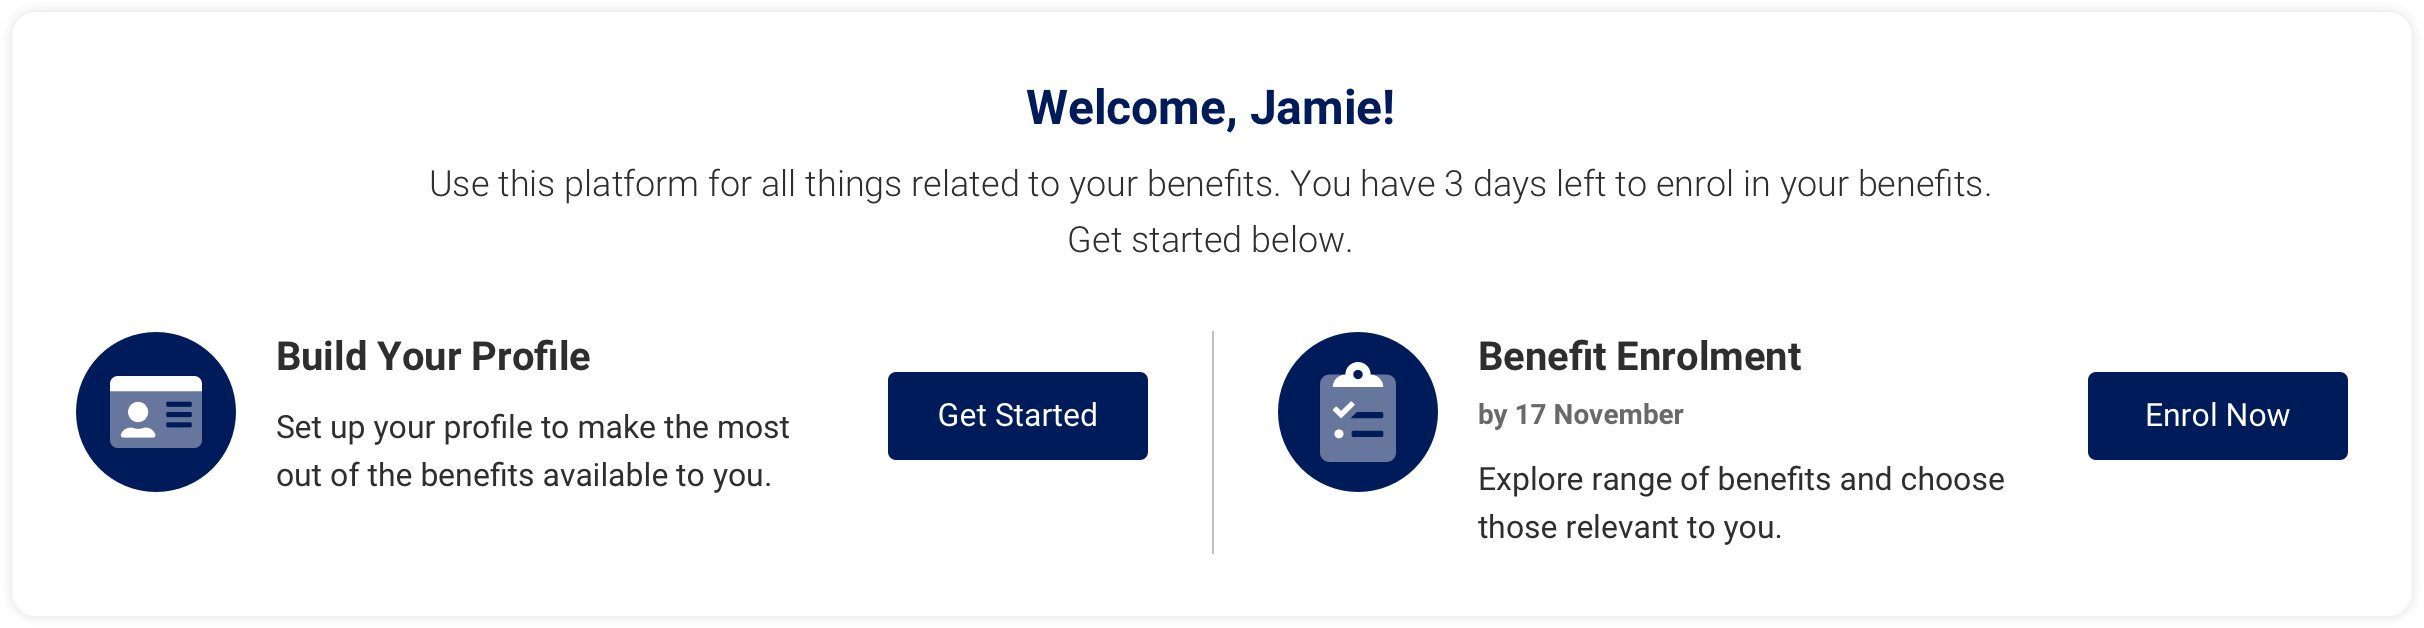 Welcome, Jamie!
Use this platform for all things related to your benefits. You have 3 days left to enrol in your benefits.
Get started below.
Build Your Profile
Set up your profile to make the most
out of the benefits available to you.
Get Started
Benefit Enrolment
by 17 November
Explore range of benefits and choose
those relevant to you.
Enrol Now